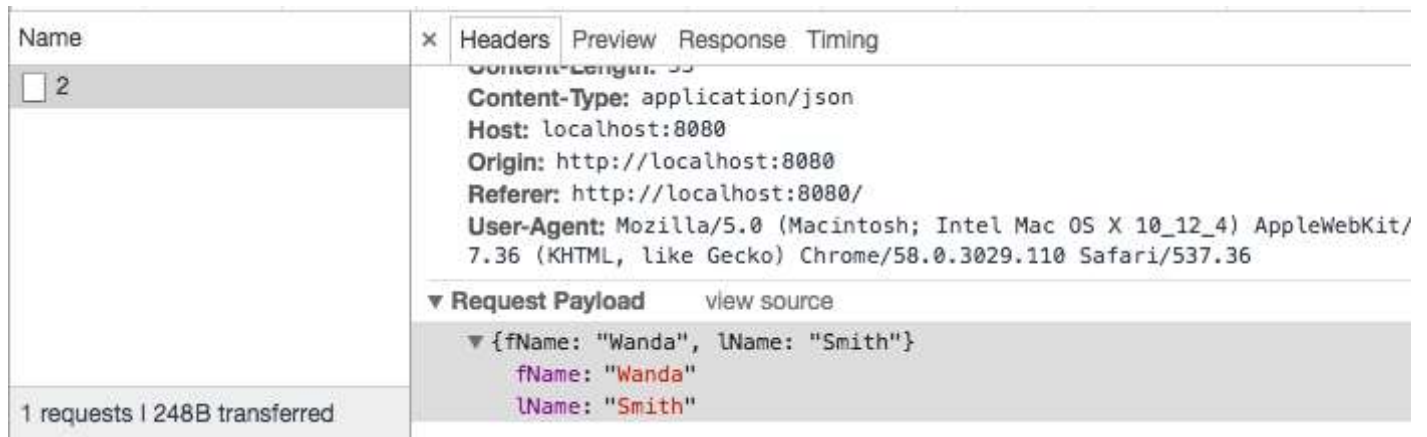 Name
2
1 requests | 248B transferred
× Headers Preview Response Timing
Content-Length:
Content-Type: application/json
Host: localhost:8080
Origin: http://localhost:8080
Referer: http://localhost:8080/
User-Agent: Mozilla/5.0 (Macintosh; Intel Mac OS X 10_12_4) AppleWebKit/
7.36 (KHTML, like Gecko) Chrome/58.0.3029.110 Safari/537.36
▼ Request Payload view source
▼ {fName: "Wanda", lName: "Smith"}
fName: "Wanda"
lName: "Smith"